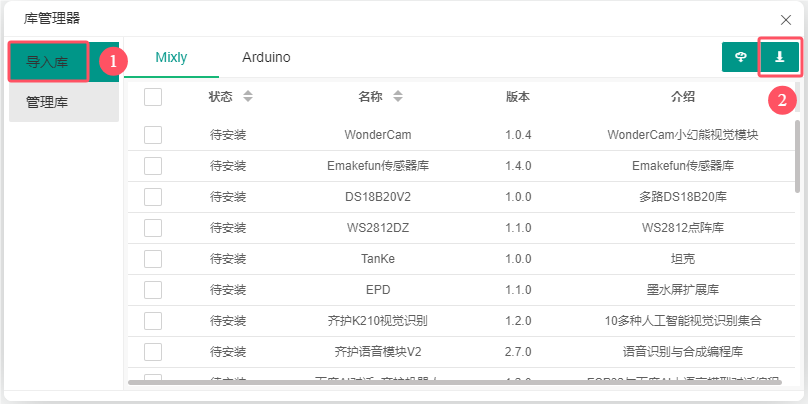 库管理器
导入库 1 Mixly Arduino
管理库 2
状态 名称 版本 介绍
待安装 WonderCam 1.0.4 WonderCam小幻熊视觉模块
待安装 Emakefun传感器库 1.4.0 Emakefun传感器库
待安装 DS18B20V2 1.0.0 多路DS18B20库
待安装 WS2812DZ 1.1.0 WS2812点阵库
待安装 TanKe 1.0.0 坦克
待安装 EPD 1.1.0 墨水屏扩展库
待安装 齐护K210视觉识别 1.2.0 10多种人工智能视觉识别集合
待安装 齐护语音模块V2 2.7.0 语音识别与合成编程库